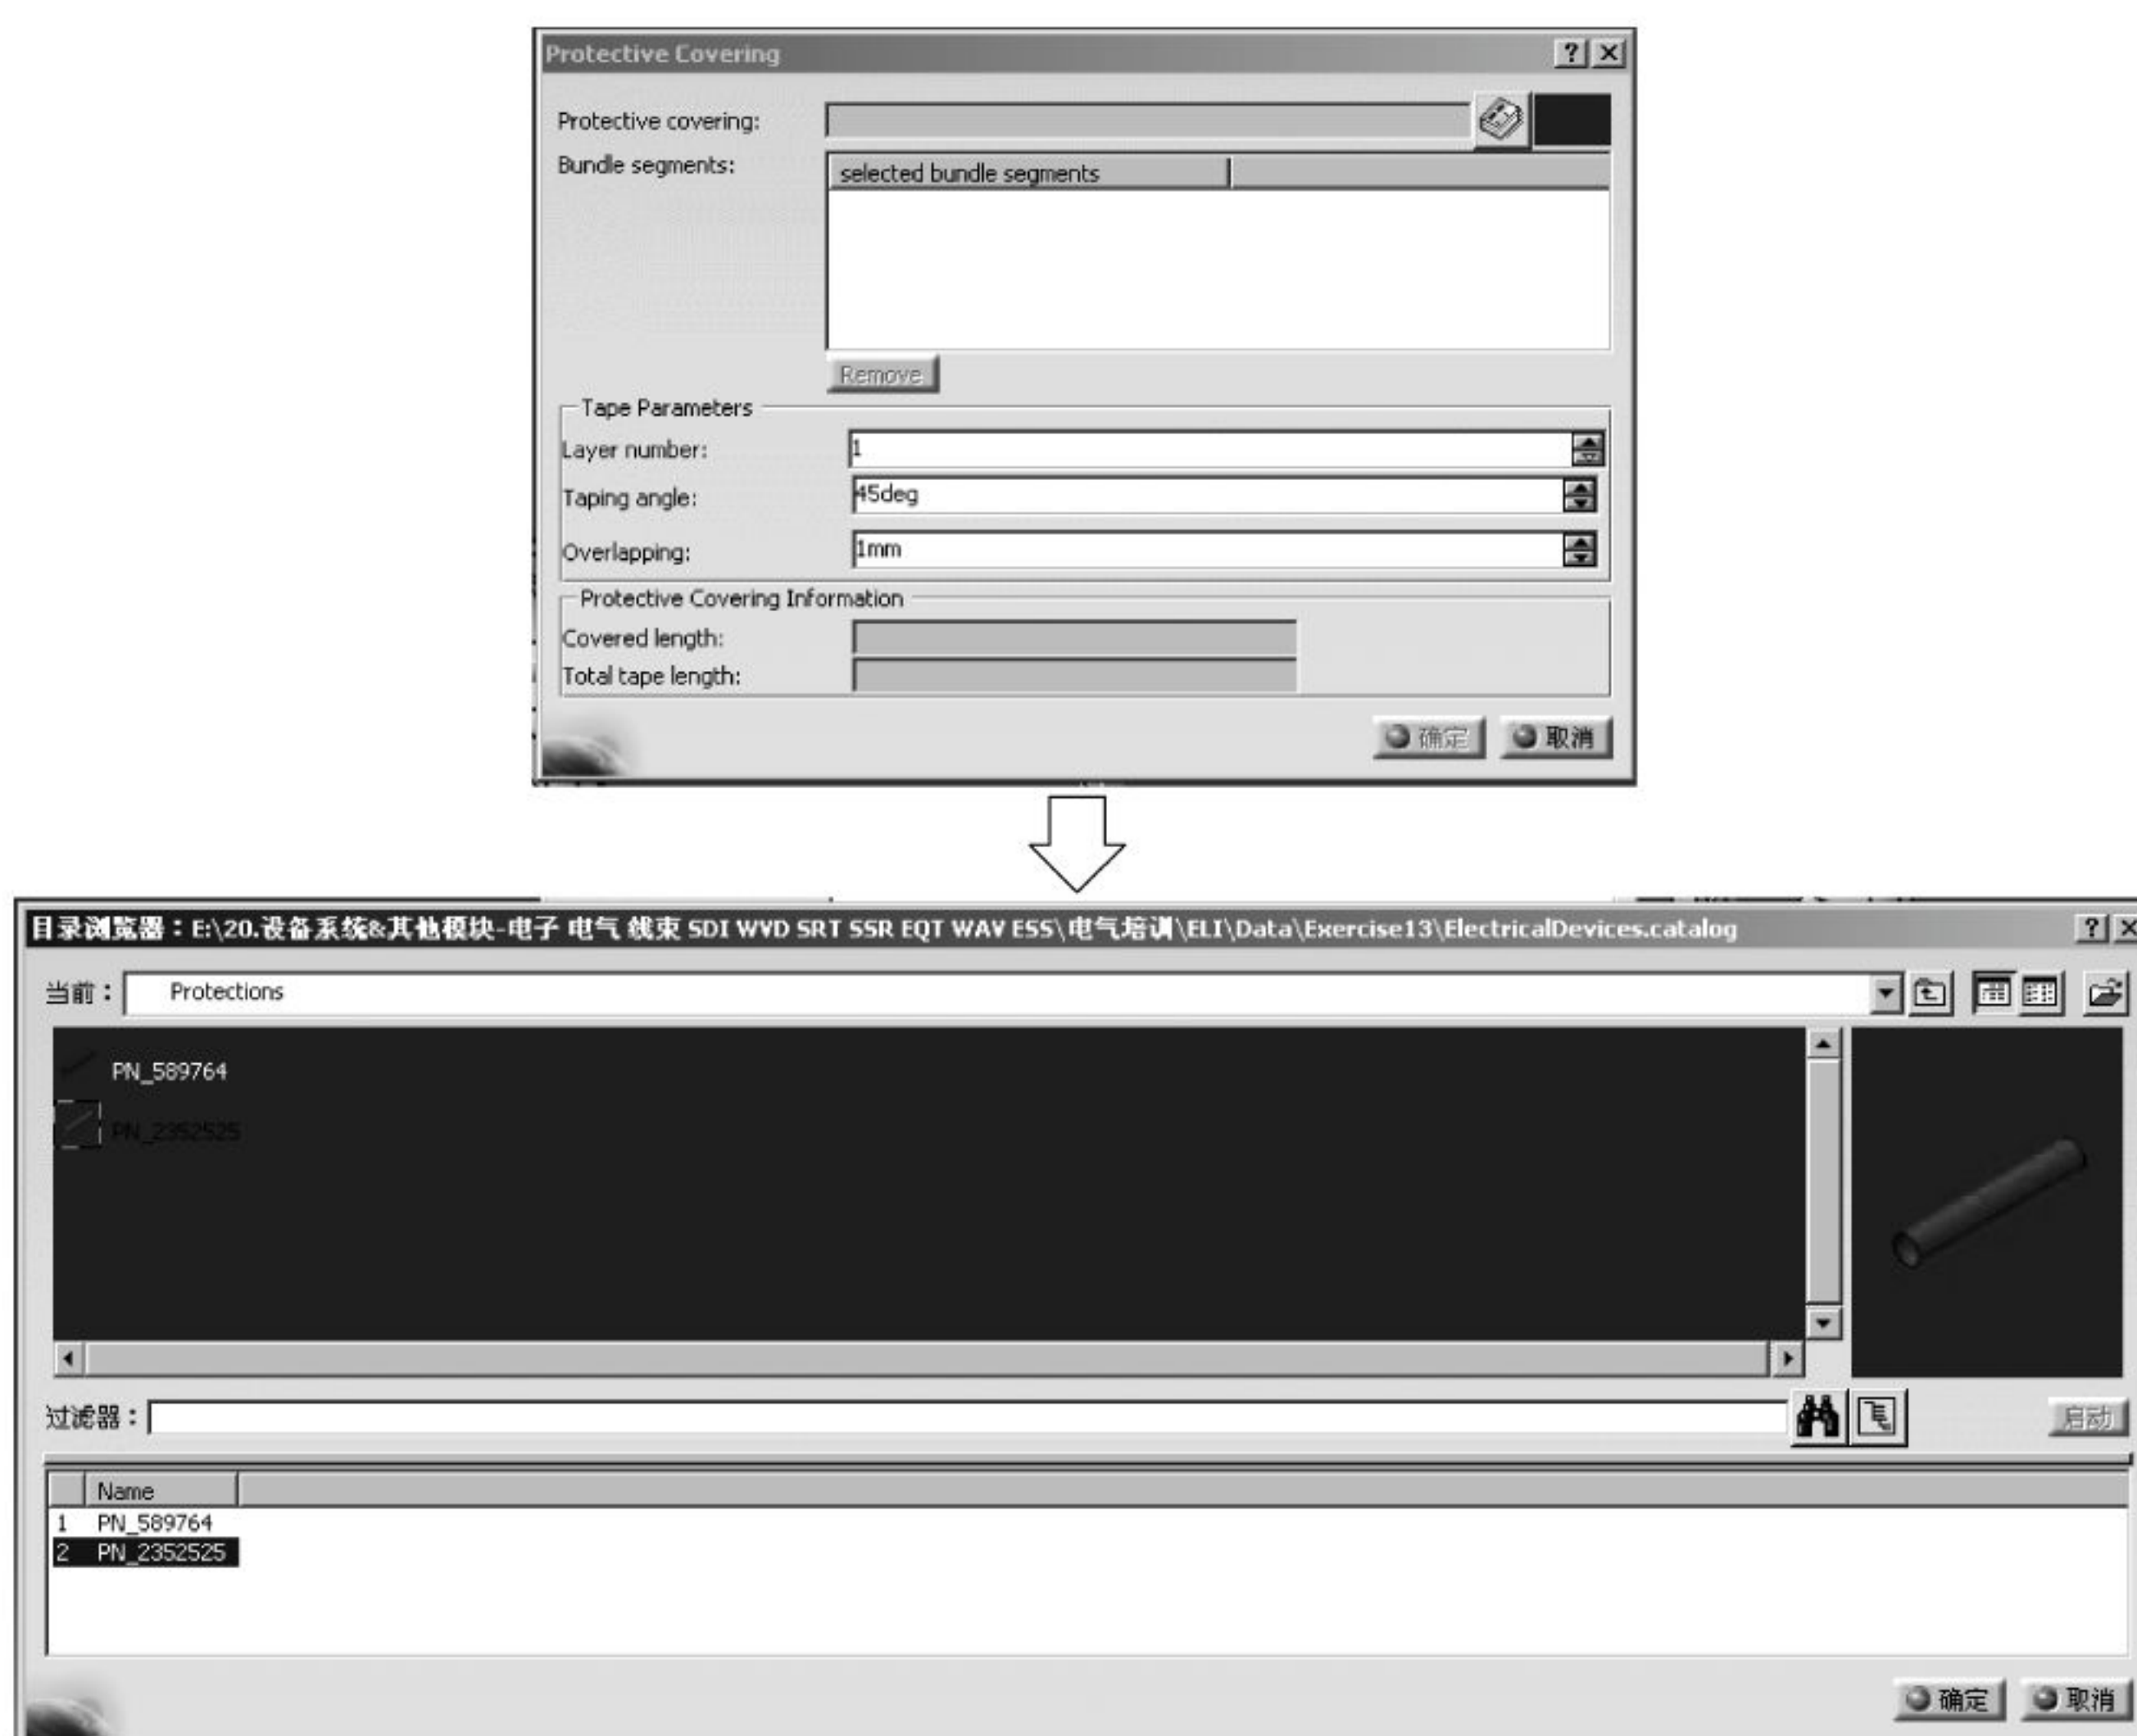 Protective Covering
Protective covering:
Bundle segments:
selected bundle segments
Remove
Tape Parameters
Layer number:
1
Taping angle:
45deg
Overlapping:
1mm
Protective Covering Information
Covered length:
Total tape length:
确定 取消
目录浏览器：E:\20.设备系统&其他模块-电子 电气 线束 SDI WVD SRT SSR EQT WAV ESS\电气培训\ELI\Data\Exercise13\ElectricalDevices.catalog
当前： Protections
PN_589764
PN_2352525
过滤器：
启动
Name
1 PN_589764
2 PN_2352525
确定 取消